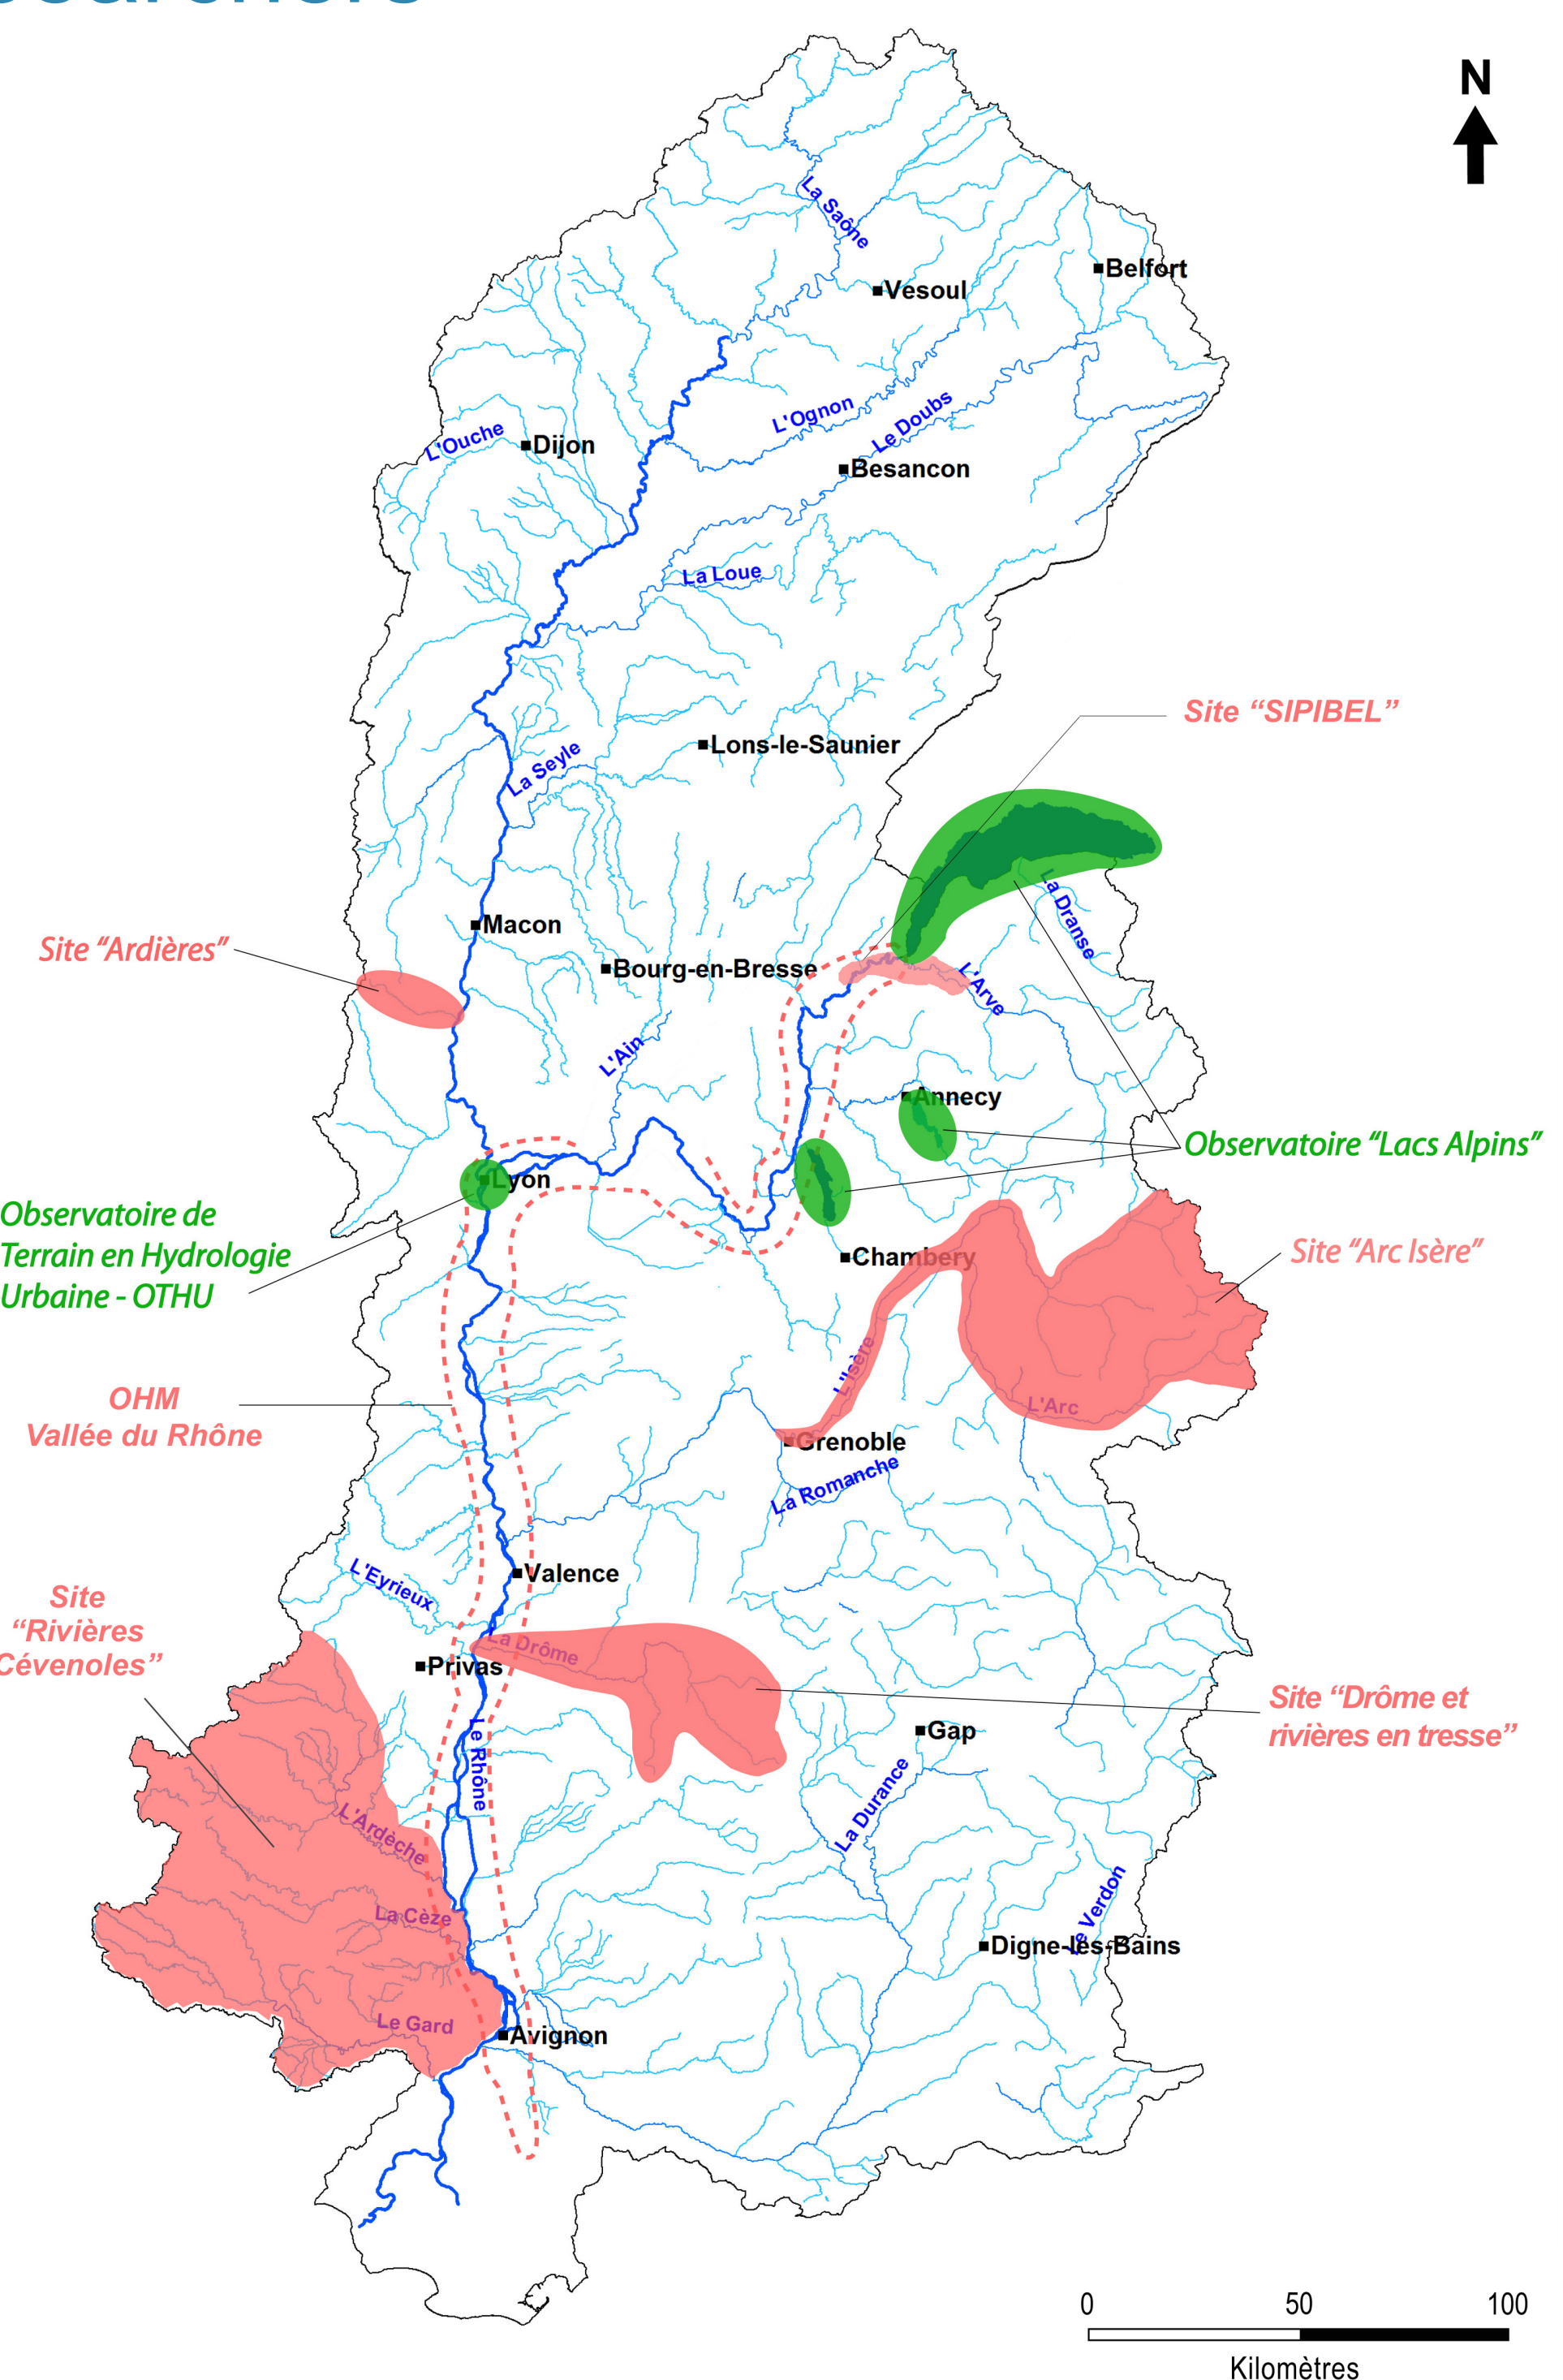 N
La Saône
Belfort
Vesoul
L'Ognon
Le Doubs
L'Ouche
Dijon
Besancon
La Loue
Site “SIPIBEL”
Lons-le-Saunier
La Seyle
La Dranse
Macon
Site “Ardières”
Bourg-en-Bresse
L'Arve
L'Ain
Annecy
Observatoire “Lacs Alpins”
Lyon
Observatoire de
Terrain en Hydrologie
Urbaine - OTHU
Chambery
Site “Arc Isère”
L'Isère
OHM
Vallée du Rhône
L'Arc
Grenoble
La Romanche
Valence
L'Eyrieux
Site
“Rivières
Cévenoles”
La Drôme
Privas
Site “Drôme et
rivières en tresse”
Le Rhône
Gap
La Durance
L'Ardèche
La Cèze
Le Verdon
Digne-les-Bains
Le Gard
Avignon
0 50 100
Kilomètres